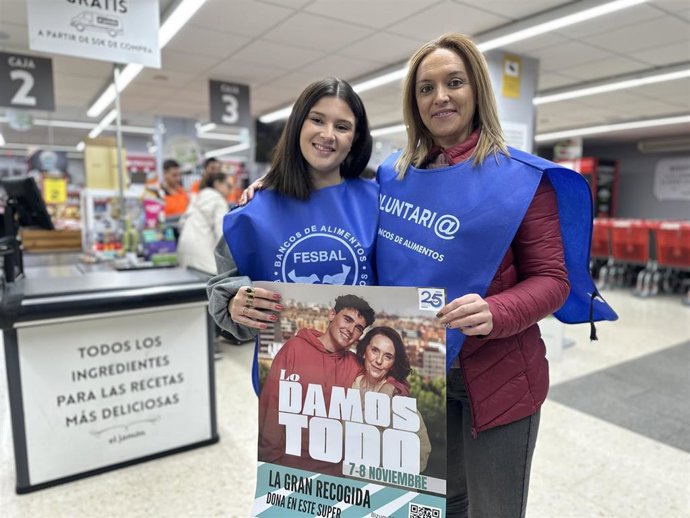 GRATIS
A PARTIR DE 50€ DE COMPRA
CAJA
2
CAJA
3
BANCOS DE ALIMENTOS
FESBAL
LUNTARI@
BANCOS DE ALIMENTOS
25
Lo
DAMOS
TODO
7-8 NOVIEMBRE
LA GRAN RECOGIDA
DONA EN ESTE SUPER
TODOS LOS
INGREDIENTES
PARA LAS RECETAS
MÁS DELICIOSAS
el jamón